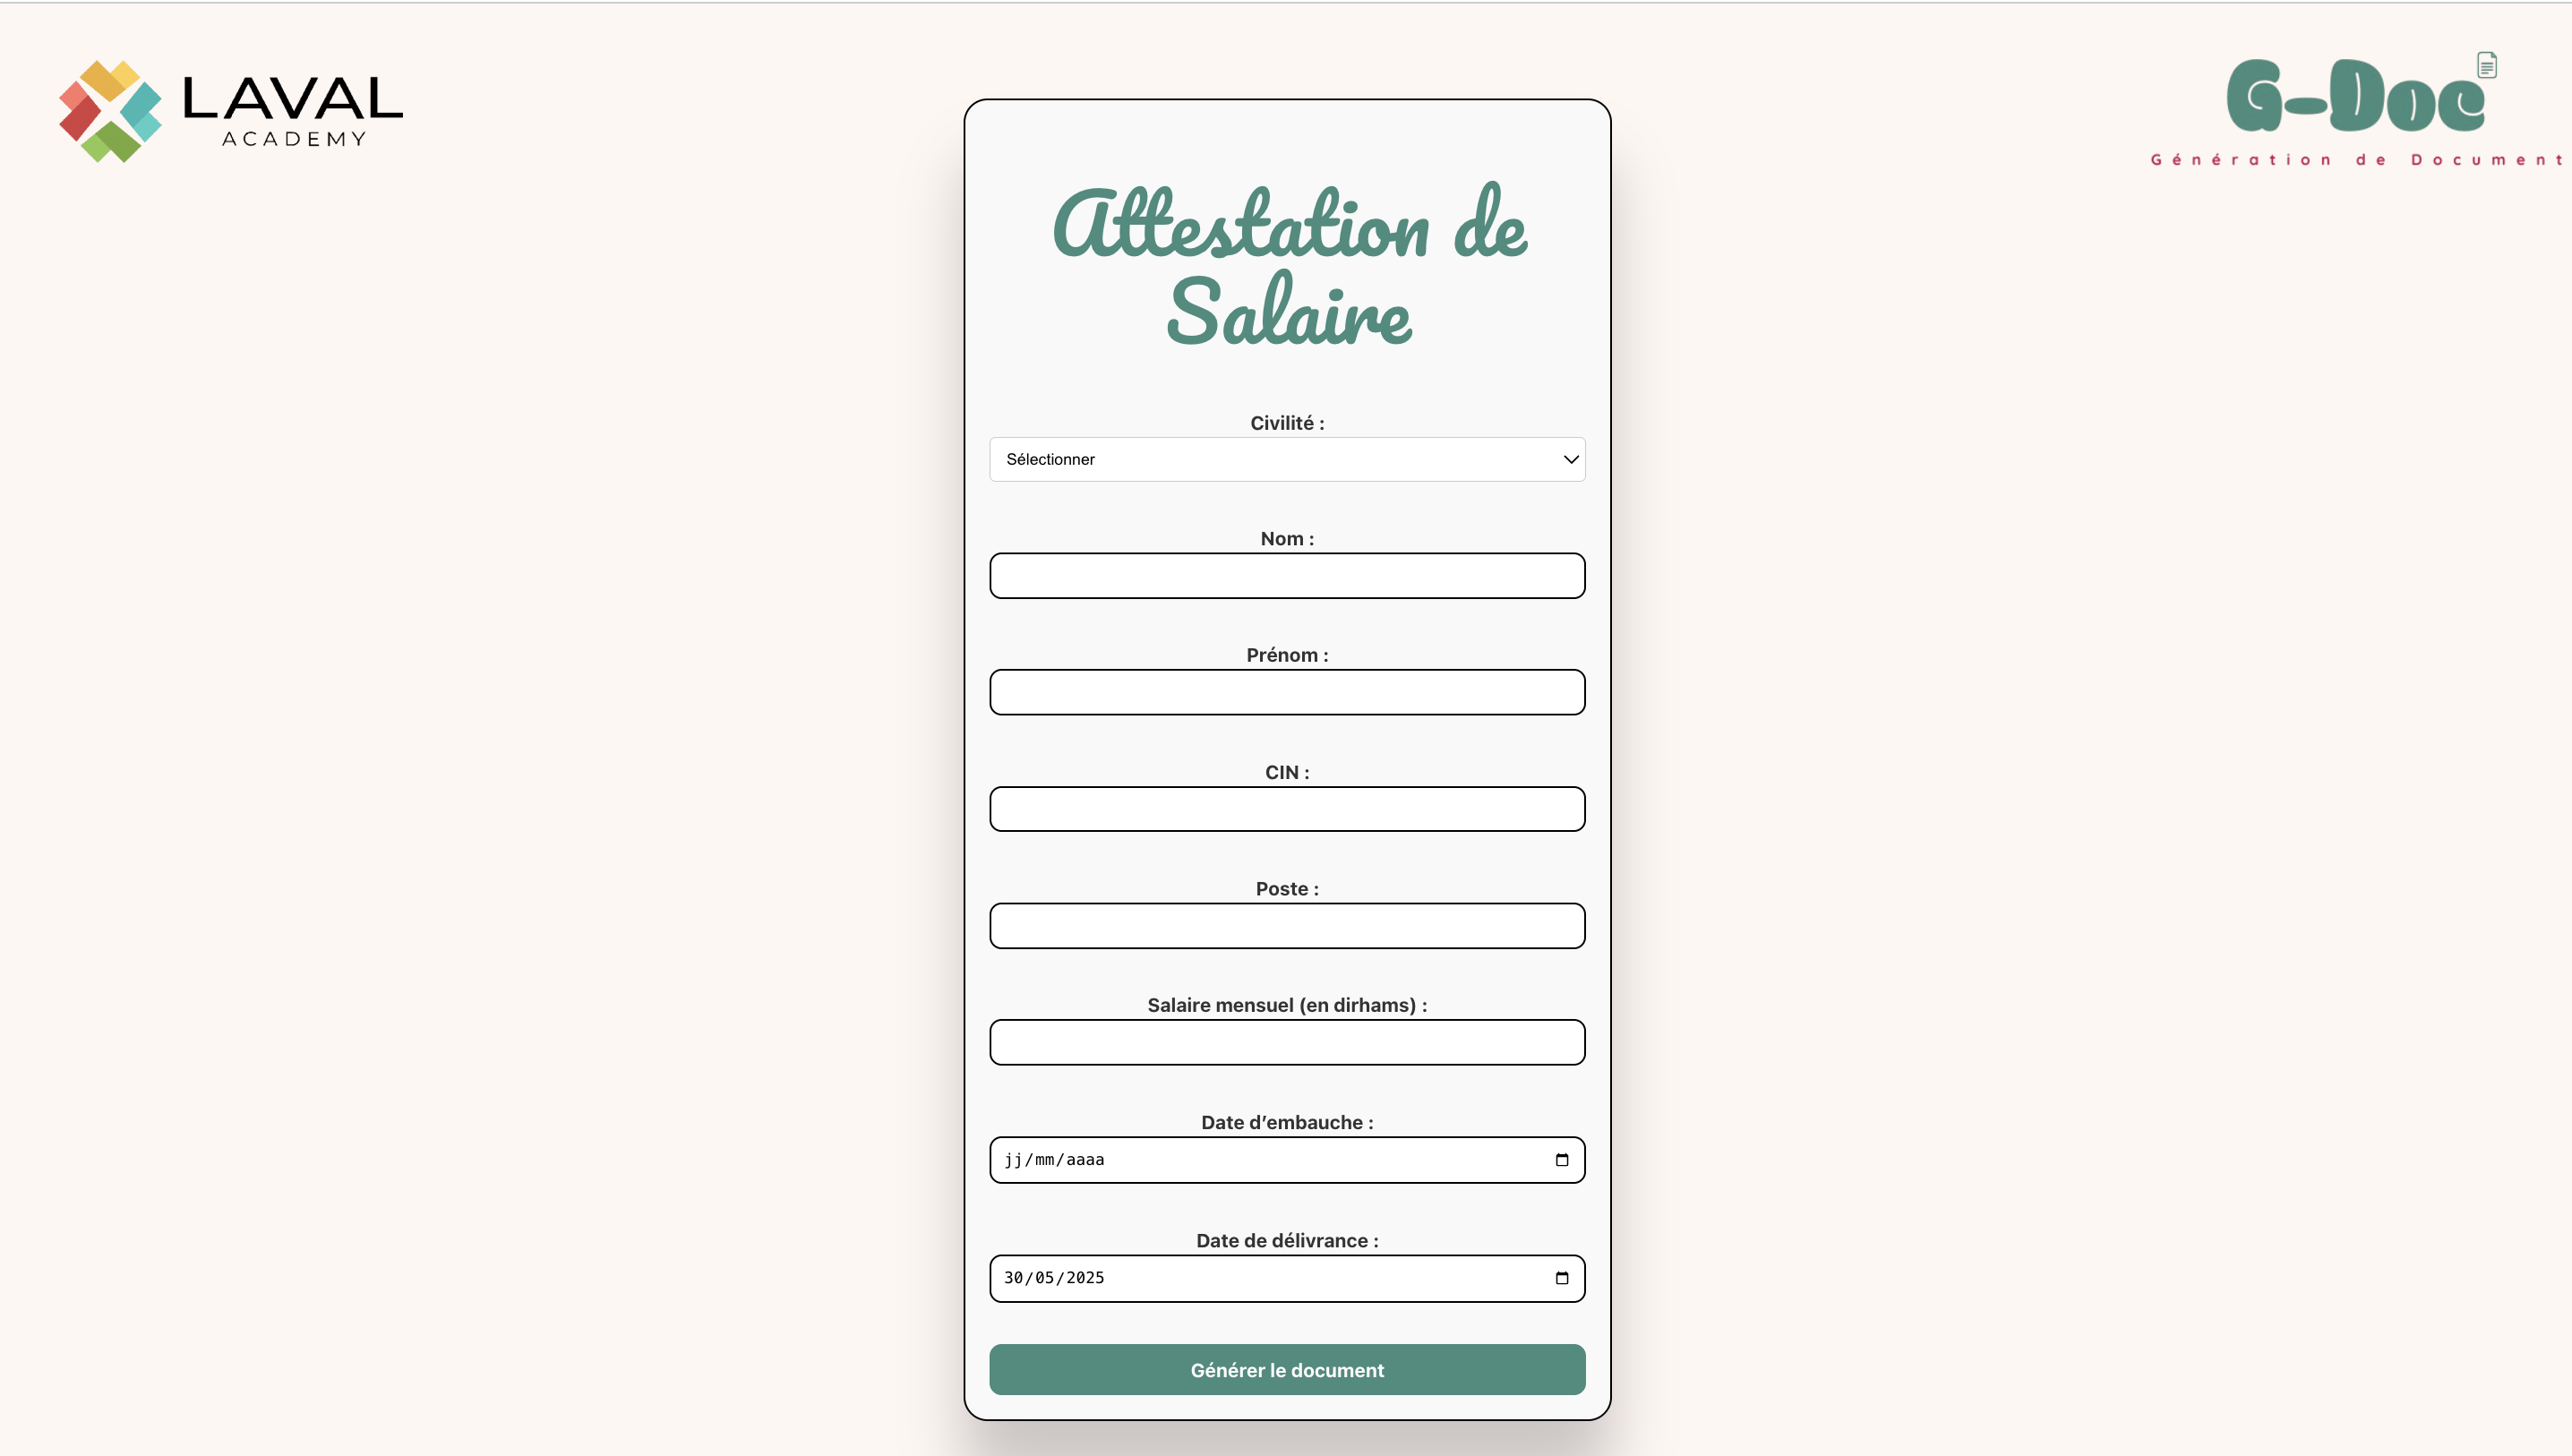 LAVAL
ACADEMY
G-Doc
Génération de Document
Attestation de
Salaire
Civilité :
Sélectionner
Nom :
Prénom :
CIN :
Poste :
Salaire mensuel (en dirhams) :
Date d’embauche :
jj/mm/aaaa
Date de délivrance :
30/05/2025
Générer le document